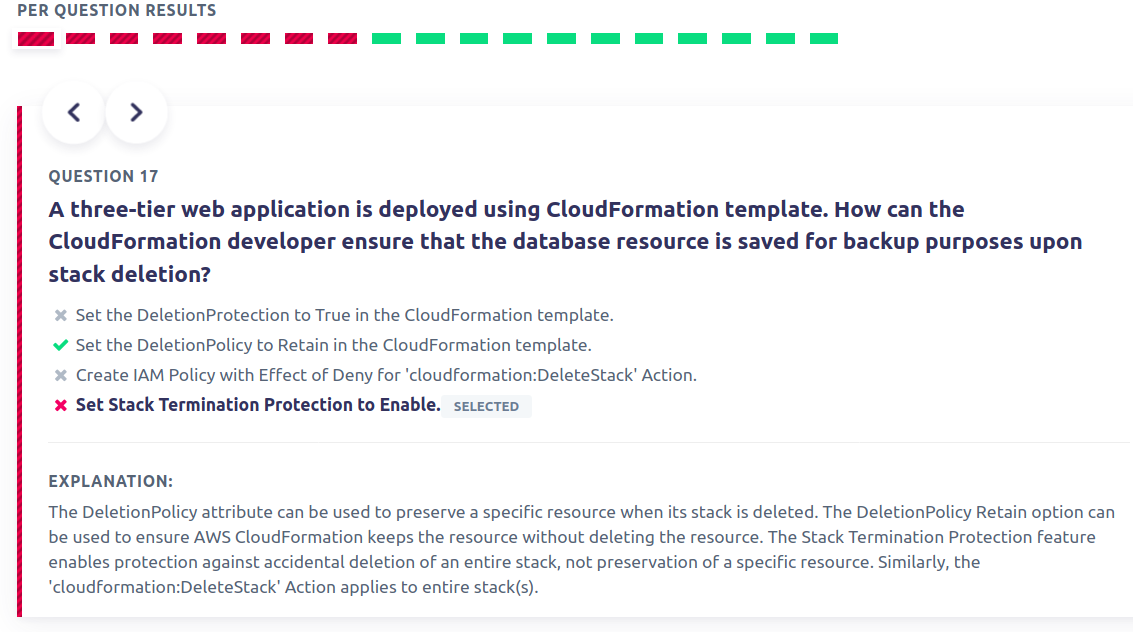 PER QUESTION RESULTS
QUESTION 17
A three-tier web application is deployed using CloudFormation template. How can the
CloudFormation developer ensure that the database resource is saved for backup purposes upon
stack deletion?
Set the DeletionProtection to True in the CloudFormation template.
Set the DeletionPolicy to Retain in the CloudFormation template.
Create IAM Policy with Effect of Deny for 'cloudformation:DeleteStack' Action.
Set Stack Termination Protection to Enable. SELECTED
EXPLANATION:
The DeletionPolicy attribute can be used to preserve a specific resource when its stack is deleted. The DeletionPolicy Retain option can
be used to ensure AWS CloudFormation keeps the resource without deleting the resource. The Stack Termination Protection feature
enables protection against accidental deletion of an entire stack, not preservation of a specific resource. Similarly, the
'cloudformation:DeleteStack' Action applies to entire stack(s).